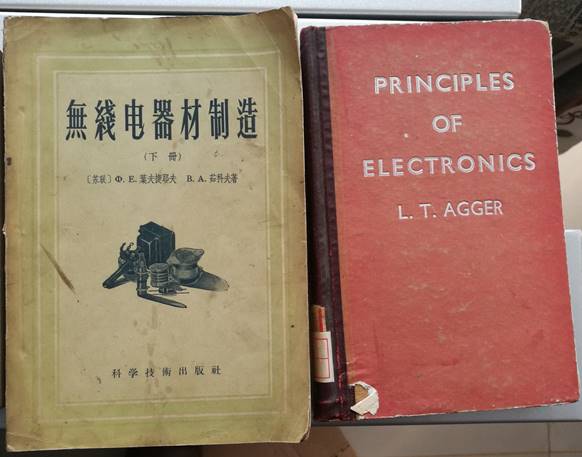 無綫电器材制造
(下册)
〔苏联〕Ф. Е. 葉夫捷耶夫 В. А. 茹科夫著
科学技術出版社
PRINCIPLES
OF
ELECTRONICS
L. T. AGGER